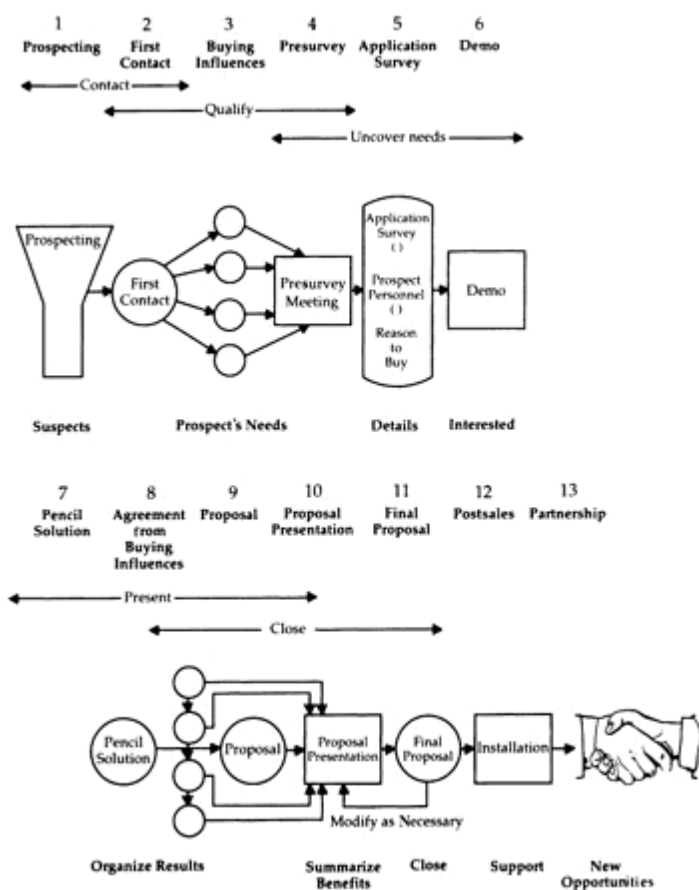 1 2 3 4 5 6
Prospecting First Contact Buying Influences Presurvey Application Survey Demo
Contact
Qualify
Uncover needs
Prospecting
First
Contact
Presurvey
Meeting
Application
Survey
( )
Prospect
Personnel
( )
Reason
to
Buy
Demo
Suspects Prospect's Needs Details Interested
7 8 9 10 11 12 13
Pencil Solution Agreement from Buying Influences Proposal Proposal Presentation Final Proposal Postsales Partnership
Present
Close
Pencil
Solution
Proposal
Proposal
Presentation
Final
Proposal
Installation
Modify as Necessary
Organize Results Summarize Benefits Close Support New Opportunities